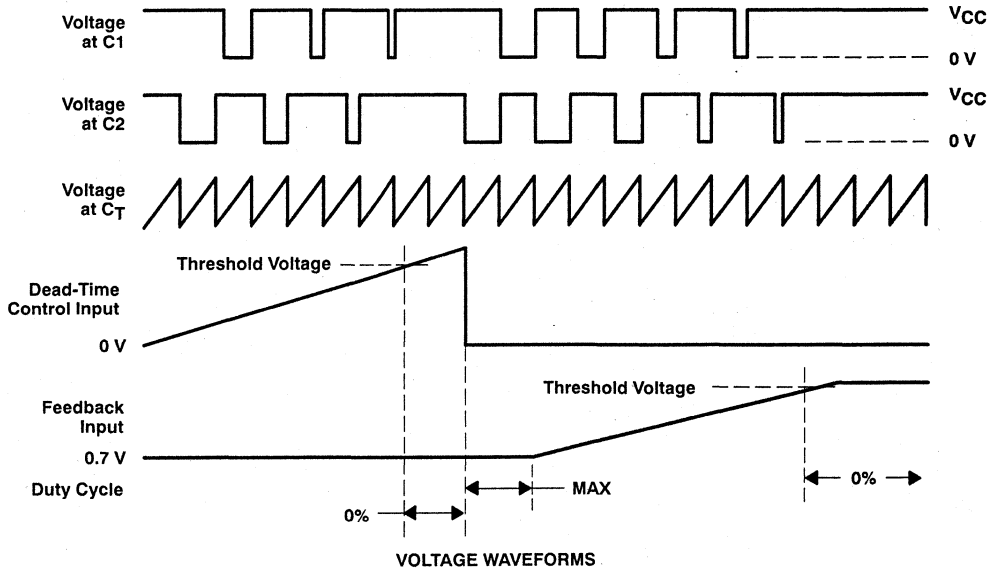 Voltage
at C1
VCC
0 V
Voltage
at C2
VCC
0 V
Voltage
at CT
Threshold Voltage
Dead-Time
Control Input
0 V
Threshold Voltage
Feedback
Input
0.7 V
Duty Cycle
MAX
0%
0%
VOLTAGE WAVEFORMS